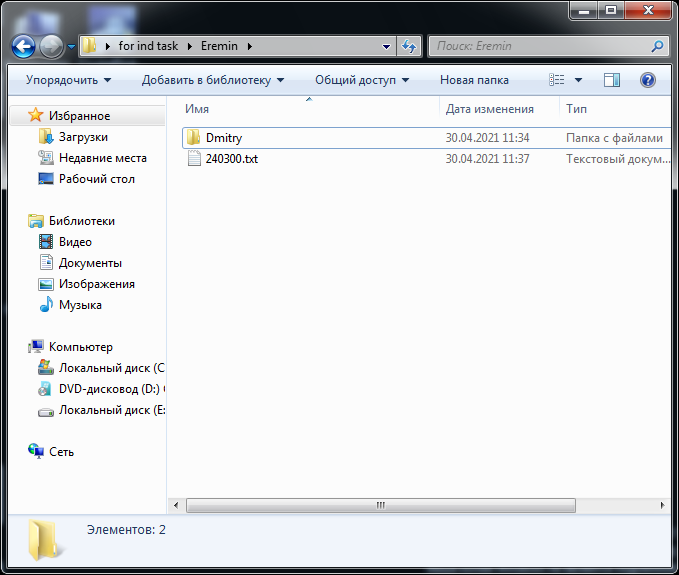 for ind task Eremin
Поиск: Eremin
Упорядочить Добавить в библиотеку Общий доступ Новая папка
Избранное
Загрузки
Недавние места
Рабочий стол
Библиотеки
Видео
Документы
Изображения
Музыка
Компьютер
Локальный диск (C
DVD-дисковод (D:)
Локальный диск (E:
Сеть
Имя Дата изменения Тип
Dmitry 30.04.2021 11:34 Папка с файлами
240300.txt 30.04.2021 11:37 Текстовый докум...
Элементов: 2